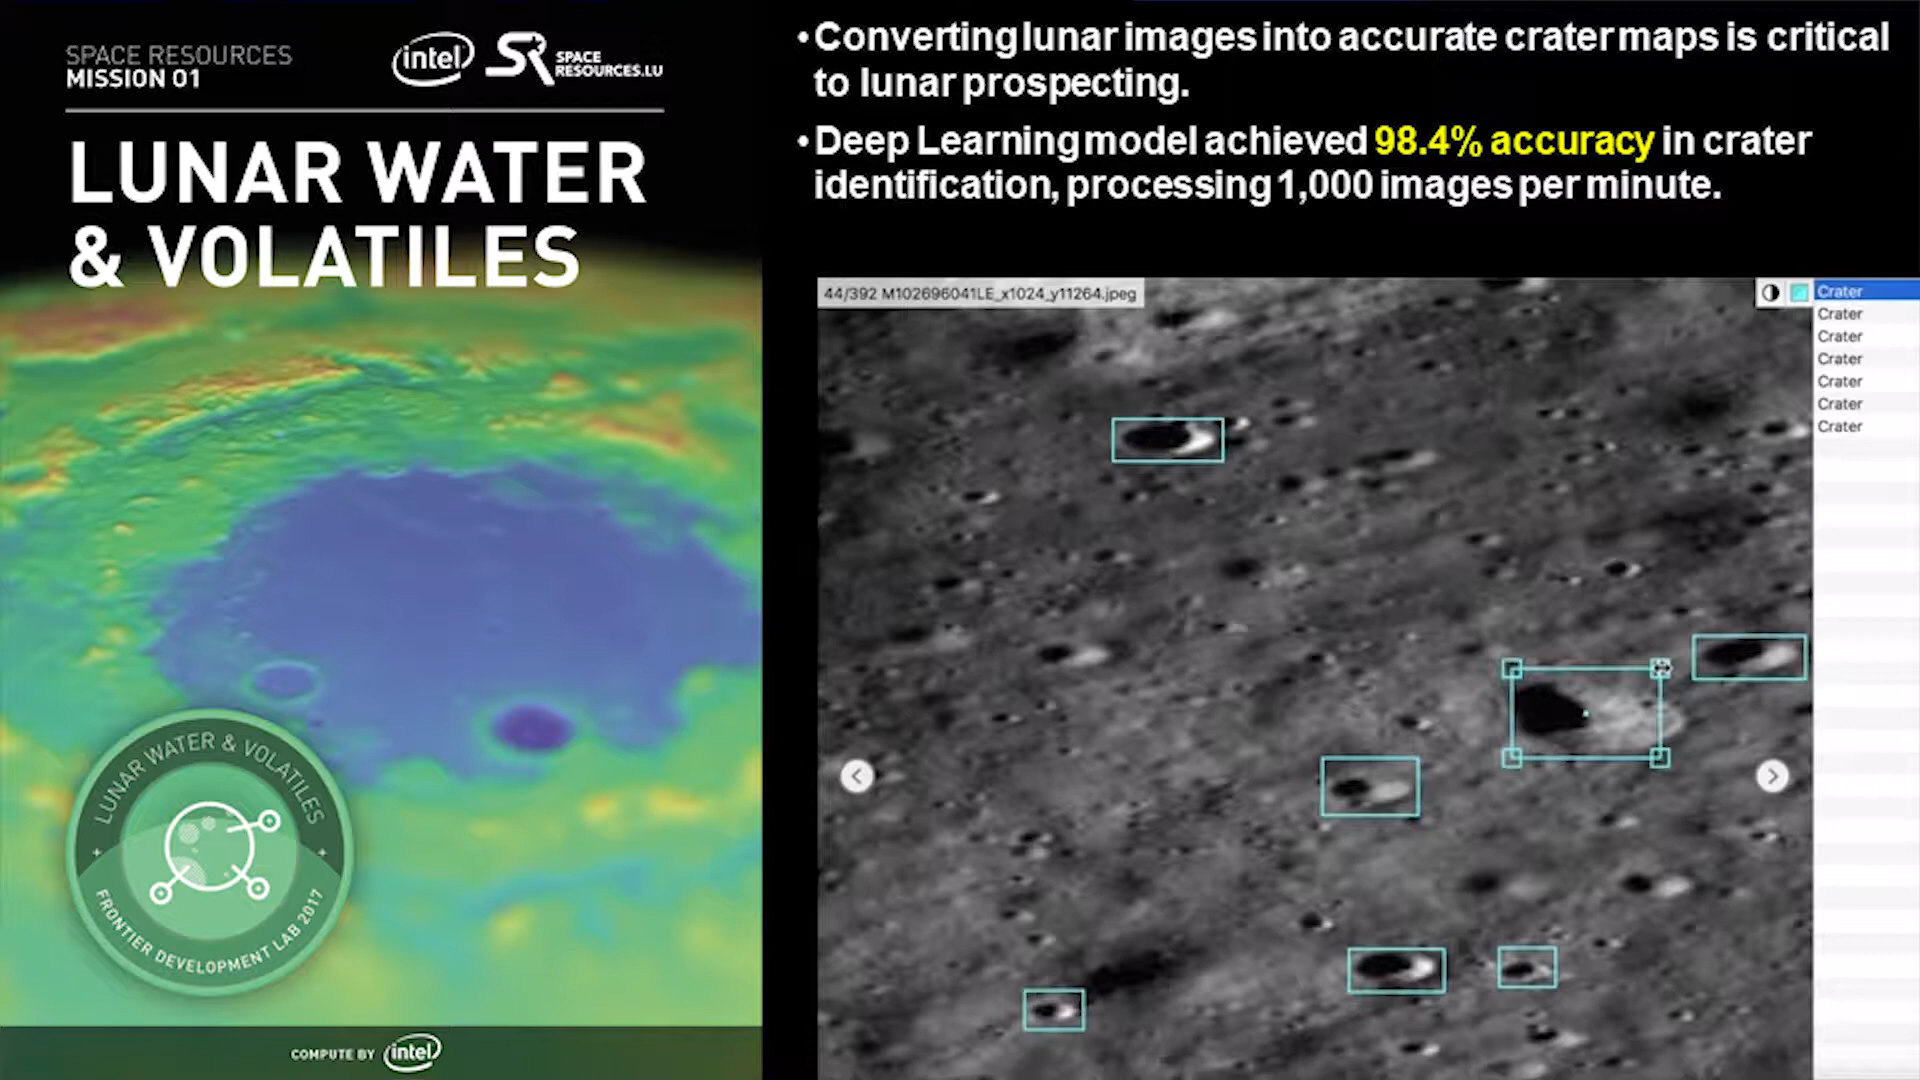 SPACE RESOURCES
MISSION 01
intel
SR SPACE
RESOURCES.LU
LUNAR WATER
& VOLATILES
LUNAR WATER & VOLATILES
FRONTIER DEVELOPMENT LAB 2017
COMPUTE BY intel
•Converting lunar images into accurate crater maps is critical
to lunar prospecting.
•Deep Learning model achieved 98.4% accuracy in crater
identification, processing 1,000 images per minute.
44/392 M102696041LE_x1024_y11264.jpeg
Crater
Crater
Crater
Crater
Crater
Crater
Crater